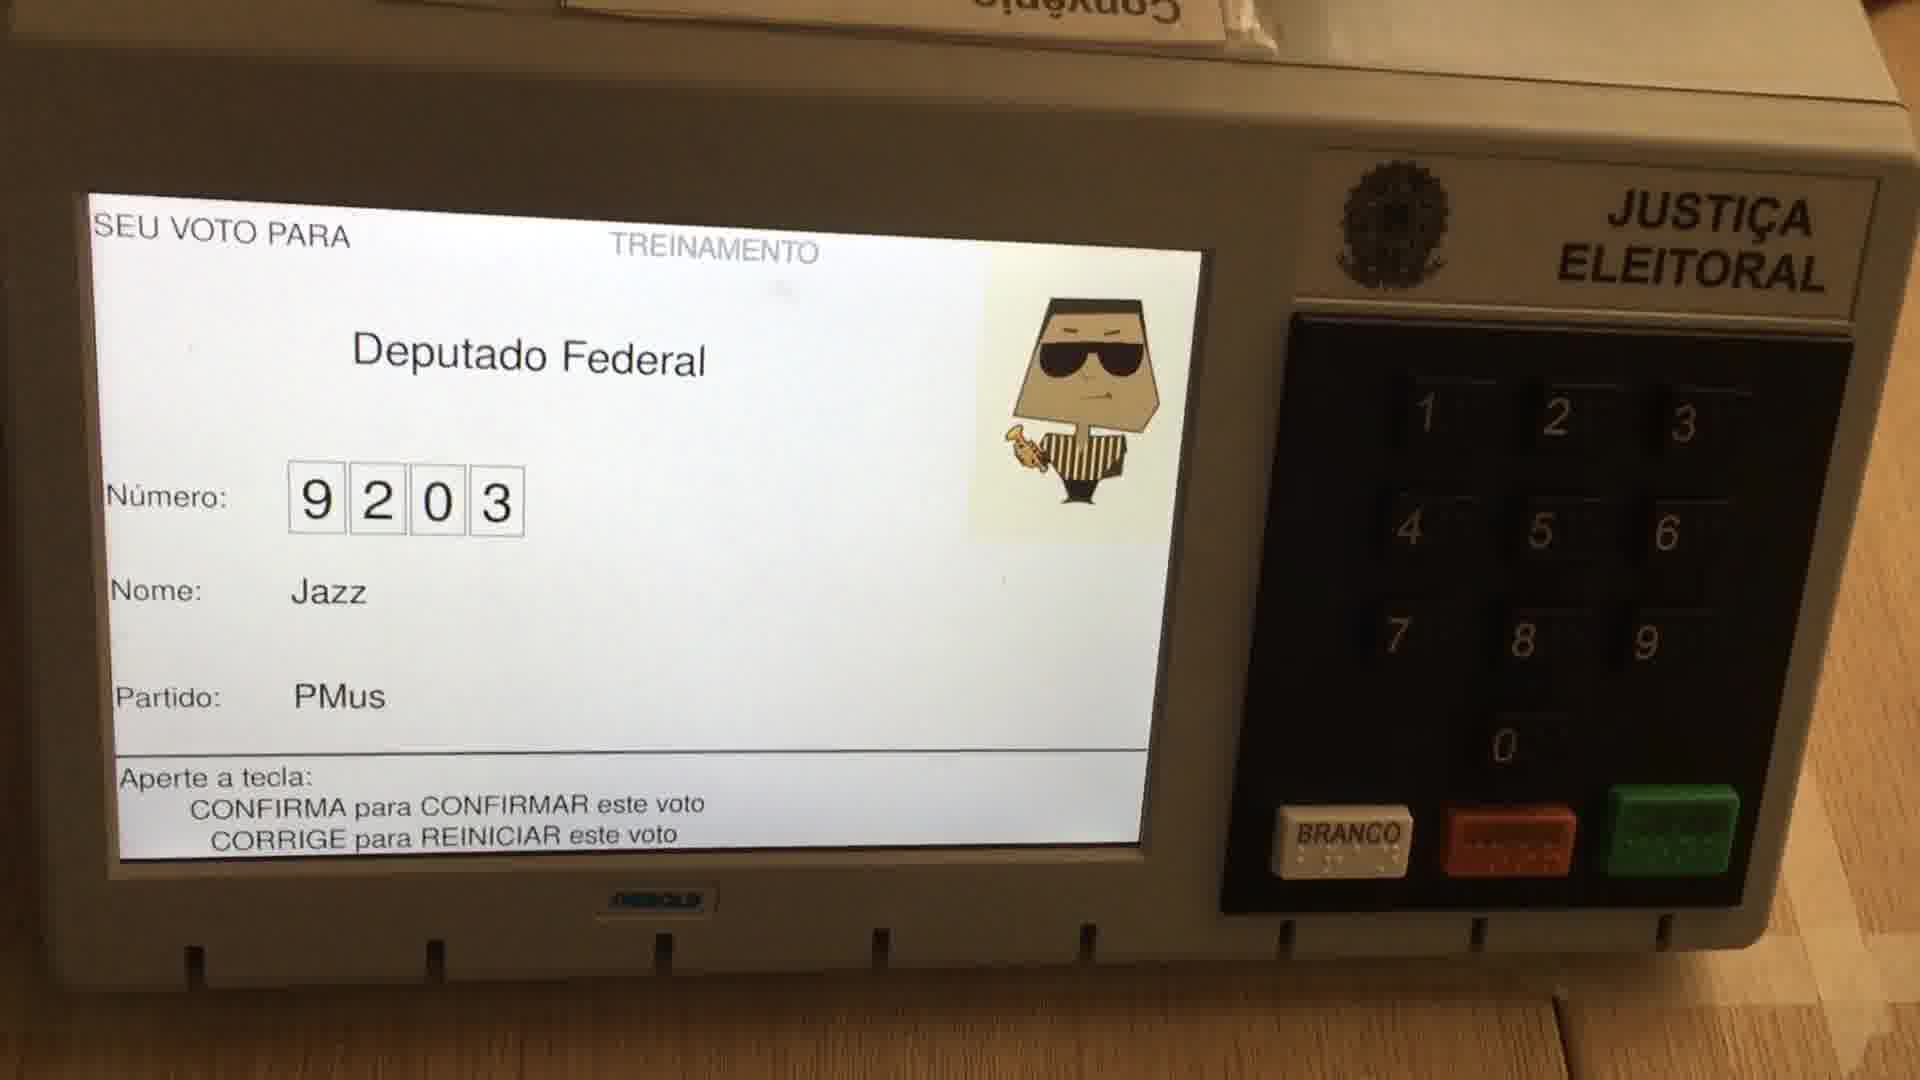 Convênio
SEU VOTO PARA
TREINAMENTO
Deputado Federal
Número: 9 2 0 3
Nome: Jazz
Partido: PMus
Aperte a tecla:
CONFIRMA para CONFIRMAR este voto
CORRIGE para REINICIAR este voto
DIEBOLD
JUSTIÇA
ELEITORAL
1 2 3
4 5 6
7 8 9
0
BRANCO